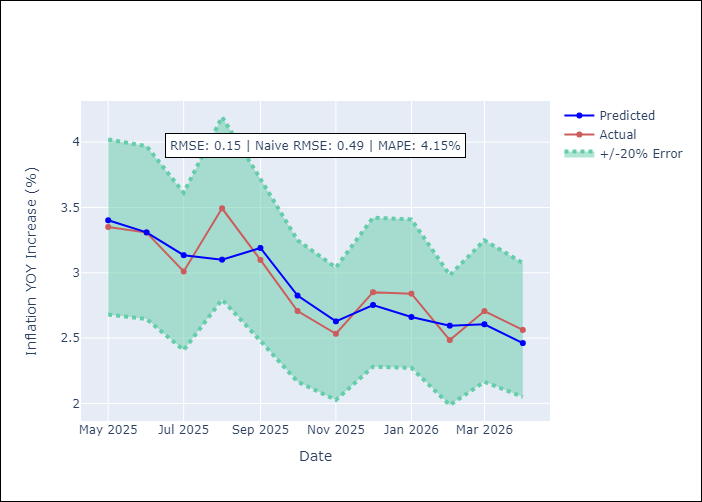 RMSE: 0.15 | Naive RMSE: 0.49 | MAPE: 4.15%
Predicted
Actual
+/-20% Error
Inflation YOY Increase (%)
4
3.5
3
2.5
2
May 2025
Jul 2025
Sep 2025
Nov 2025
Jan 2026
Mar 2026
Date